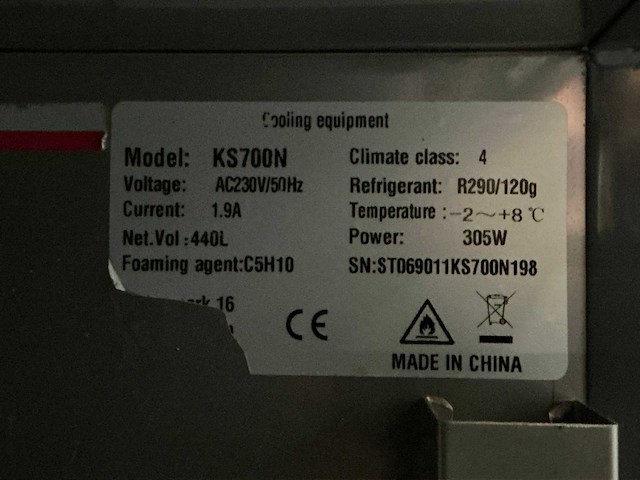 Cooling equipment
Model: KS700N Climate class: 4
Voltage: AC230V/50Hz Refrigerant: R290/120g
Current: 1.9A Temperature :-2～+8℃
Net.Vol :440L Power: 305W
Foaming agent:C5H10 SN:ST069011KS700N198
16
CE
MADE IN CHINA